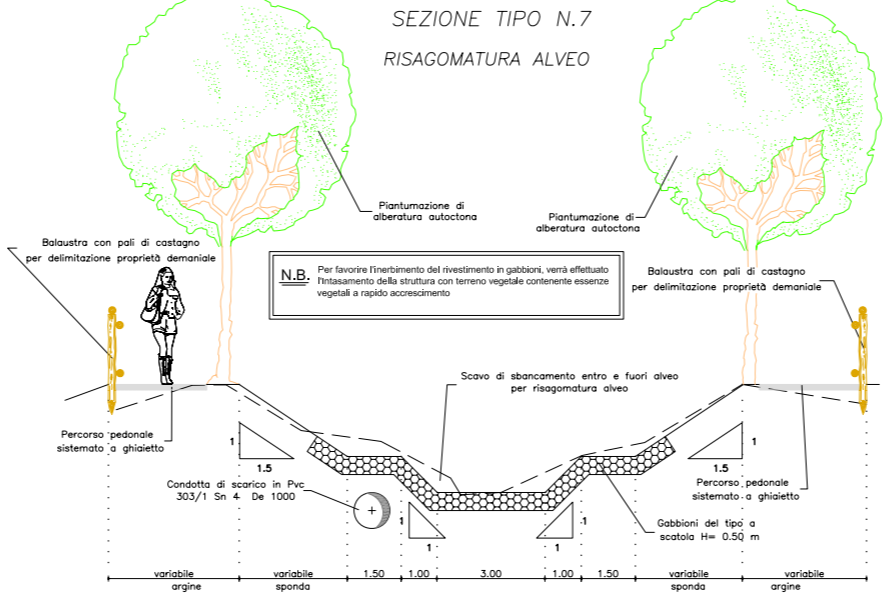 SEZIONE TIPO N.7
RISAGOMATURA ALVEO
Piantumazione di
alberatura autoctona
Piantumazione di
alberatura autoctona
Balaustra con pali di castagno
per delimitazione proprietà demaniale
N.B. Per favorire l'inerbimento del rivestimento in gabbioni, verrà effettuato
l'intasamento della struttura con terreno vegetale contenente essenze
vegetali a rapido accrescimento
Balaustra con pali di castagno
per delimitazione proprietà demaniale
Scavo di sbancamento entro e fuori alveo
per risagomatura alveo
Percorso pedonale
sistemato a ghiaietto
1
1.5
1
1.5
Condotta di scarico in Pvc
303/1 Sn 4 De 1000
Percorso pedonale
sistemato a ghiaietto
1
1
1
1
Gabbioni del tipo a
scatola H= 0.50 m
variabile
argine
variabile
sponda
1.50
1.00
3.00
1.00
1.50
variabile
sponda
variabile
argine